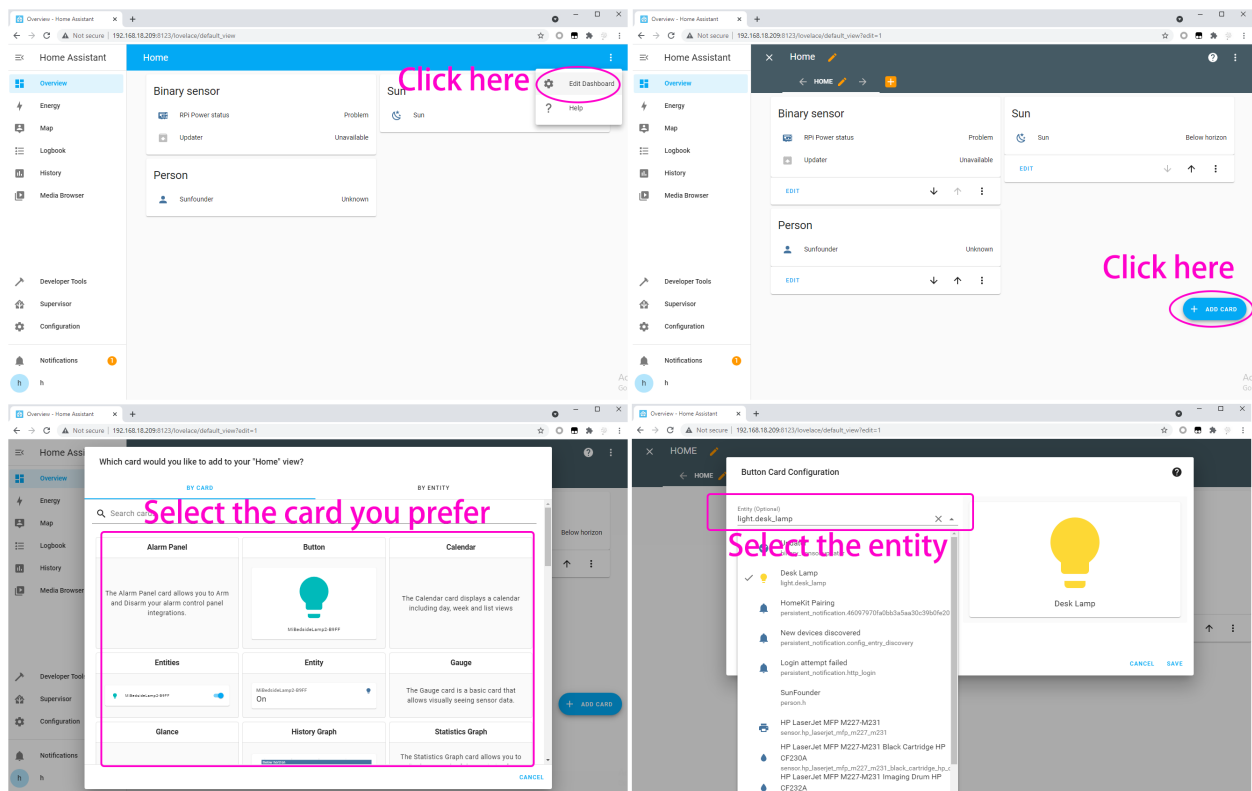 Overview - Home Assistant
Not secure | 192.168.18.209:8123/lovelace/default_view
Home Assistant
Home
Click here
Edit Dashboard
Help
Overview
Energy
Map
Logbook
History
Media Browser
Developer Tools
Supervisor
Configuration
Notifications
1
h
h
Binary sensor
RPi Power status
Problem
Updater
Unavailable
Person
Sunfounder
Unknown
Sun
Sun
Overview - Home Assistant
Not secure | 192.168.18.209:8123/lovelace/default_view?edit=1
Home Assistant
Home
HOME
Overview
Energy
Map
Logbook
History
Media Browser
Developer Tools
Supervisor
Configuration
Notifications
1
h
h
Binary sensor
RPi Power status
Problem
Updater
Unavailable
EDIT
Person
Sunfounder
Unknown
EDIT
Sun
Sun
Below horizon
EDIT
Click here
ADD CARD
Overview - Home Assistant
Not secure | 192.168.18.209:8123/lovelace/default_view?edit=1
Home Assi
Overview
Energy
Map
Logbook
History
Media Browser
Developer Tool
Supervisor
Configuration
Notifications
h
h
Which card would you like to add to your "Home" view?
BY CARD
BY ENTITY
Search cards
Select the card you prefer
Alarm Panel
The Alarm Panel card allows you to Arm
and Disarm your alarm control panel
integrations.
Button
MiBedsideLamp2-B9FF
Calendar
The Calendar card displays a calendar
including day, week and list views
Entities
MiBedsideLamp2-B9FF
Entity
MiBedsideLamp2-B9FF
On
Gauge
The Gauge card is a basic card that
allows visually seeing sensor data.
Glance
History Graph
Statistics Graph
The Statistics Graph card allows you to
CANCEL
Below horizon
ADD CARD
Overview - Home Assistant
Not secure | 192.168.18.209:8123/lovelace/default_view?edit=1
HOME
HOME
Button Card Configuration
Entity (Optional)
light.desk_lamp
Select the entity
Desk Lamp
light.desk_lamp
HomeKit Pairing
New devices discovered
persistent_notification.config_entry_discovery
Login attempt failed
persistent_notification.http_login
SunFounder
person.h
HP LaserJet MFP M227-M231
sensor.hp_laserjet_mfp_m227_m231
HP LaserJet MFP M227-M231 Black Cartridge HP
CF230A
sensor.hp_laserjet_mfp_m227_m231_black_cartridge_hp_c
HP LaserJet MFP M227-M231 Imaging Drum HP
CF232A
Desk Lamp
CANCEL
SAVE